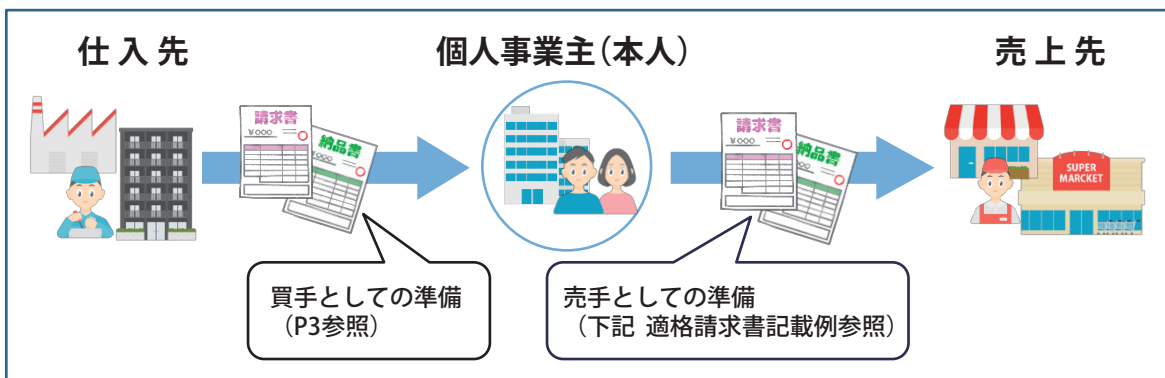 仕入先
個人事業主（本人）
売上先
請求書
¥000
納品書
請求書
¥000
納品書
SUPER
MARCKET
買手としての準備
（P3参照）
売手としての準備
（下記 適格請求書記載例参照）